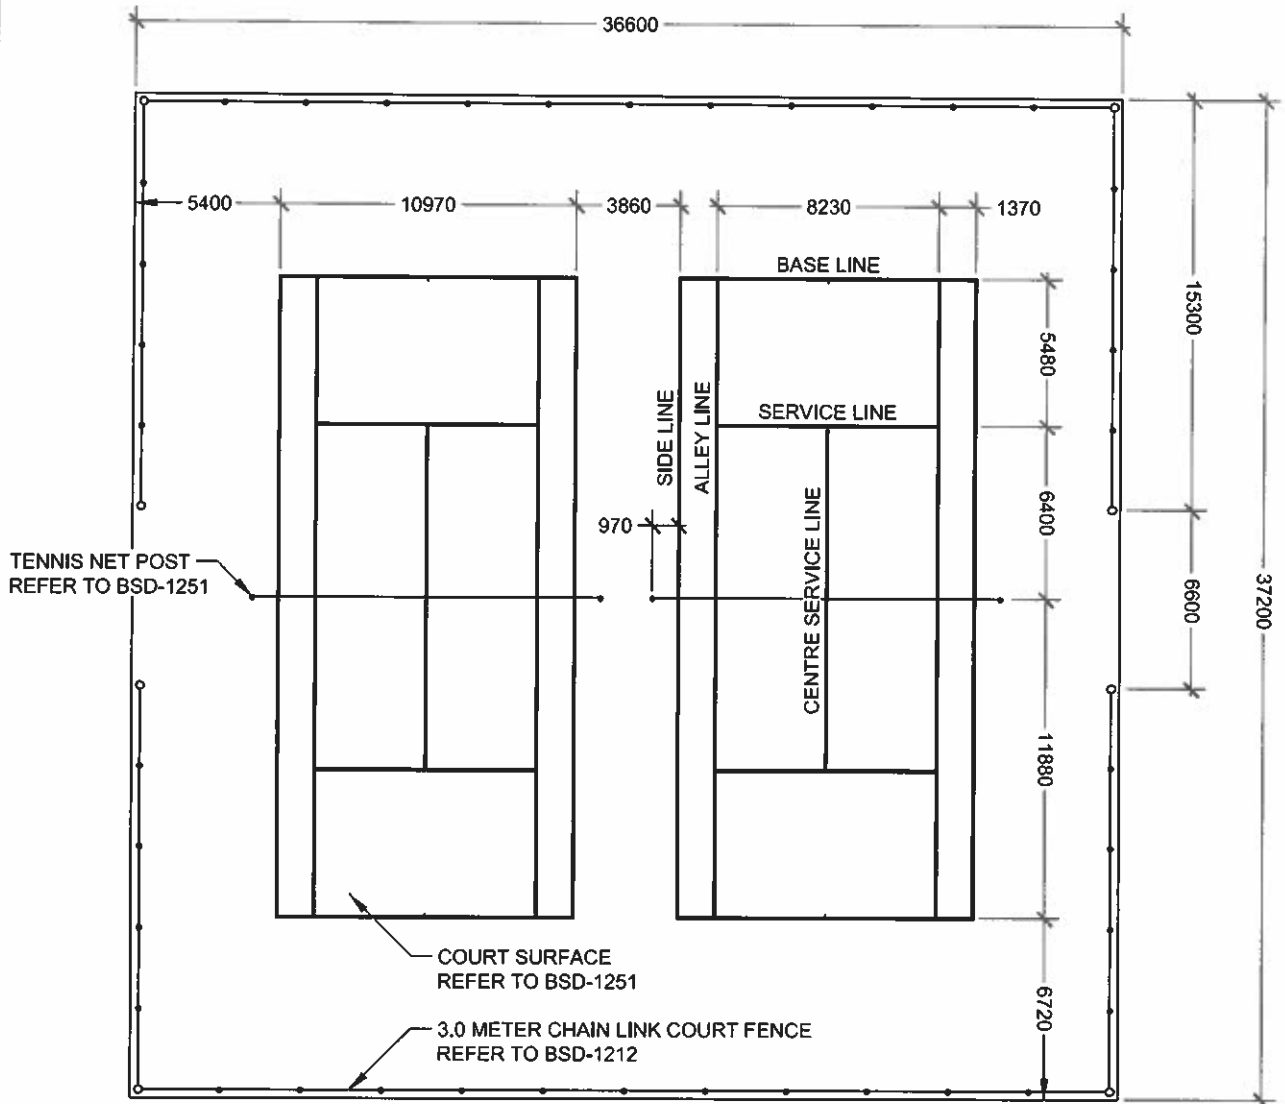 36600
5400
10970
3860
8230
1370
BASE LINE
15300
5480
SIDE LINE
ALLEY LINE
SERVICE LINE
6400
970
CENTRE SERVICE LINE
TENNIS NET POST
REFER TO BSD-1251
6600
37200
11880
COURT SURFACE
REFER TO BSD-1251
6720
3.0 METER CHAIN LINK COURT FENCE
REFER TO BSD-1212